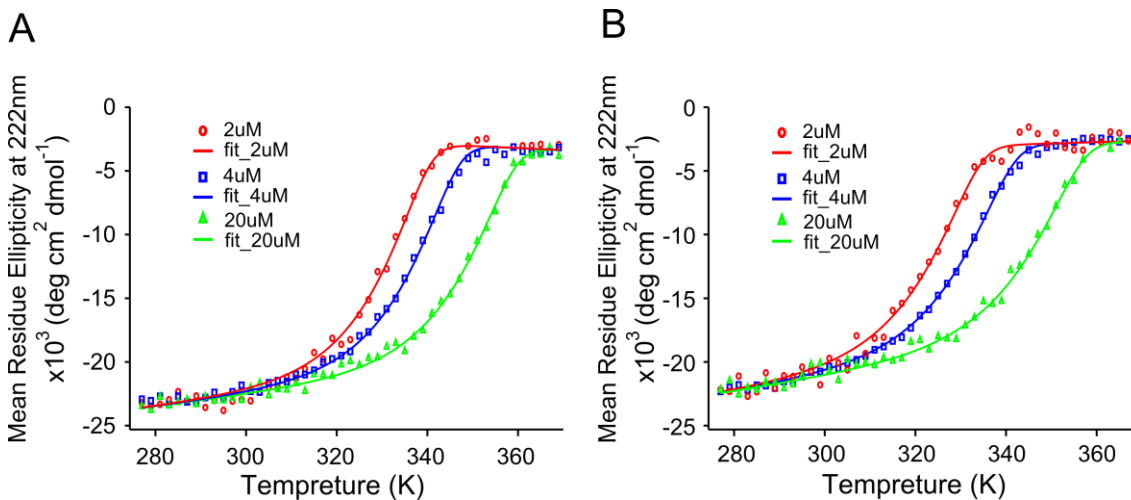 A
Mean Residue Ellipticity at 222nm
x10³ (deg cm² dmol⁻¹)
0
-5
-10
-15
-20
-25
2uM
fit_2uM
4uM
fit_4uM
20uM
fit_20uM
280 300 320 340 360
Tempreture (K)
B
Mean Residue Ellipticity at 222nm
x10³ (deg cm² dmol⁻¹)
0
-5
-10
-15
-20
-25
2uM
fit_2uM
4uM
fit_4uM
20uM
fit_20uM
280 300 320 340 360
Tempreture (K)